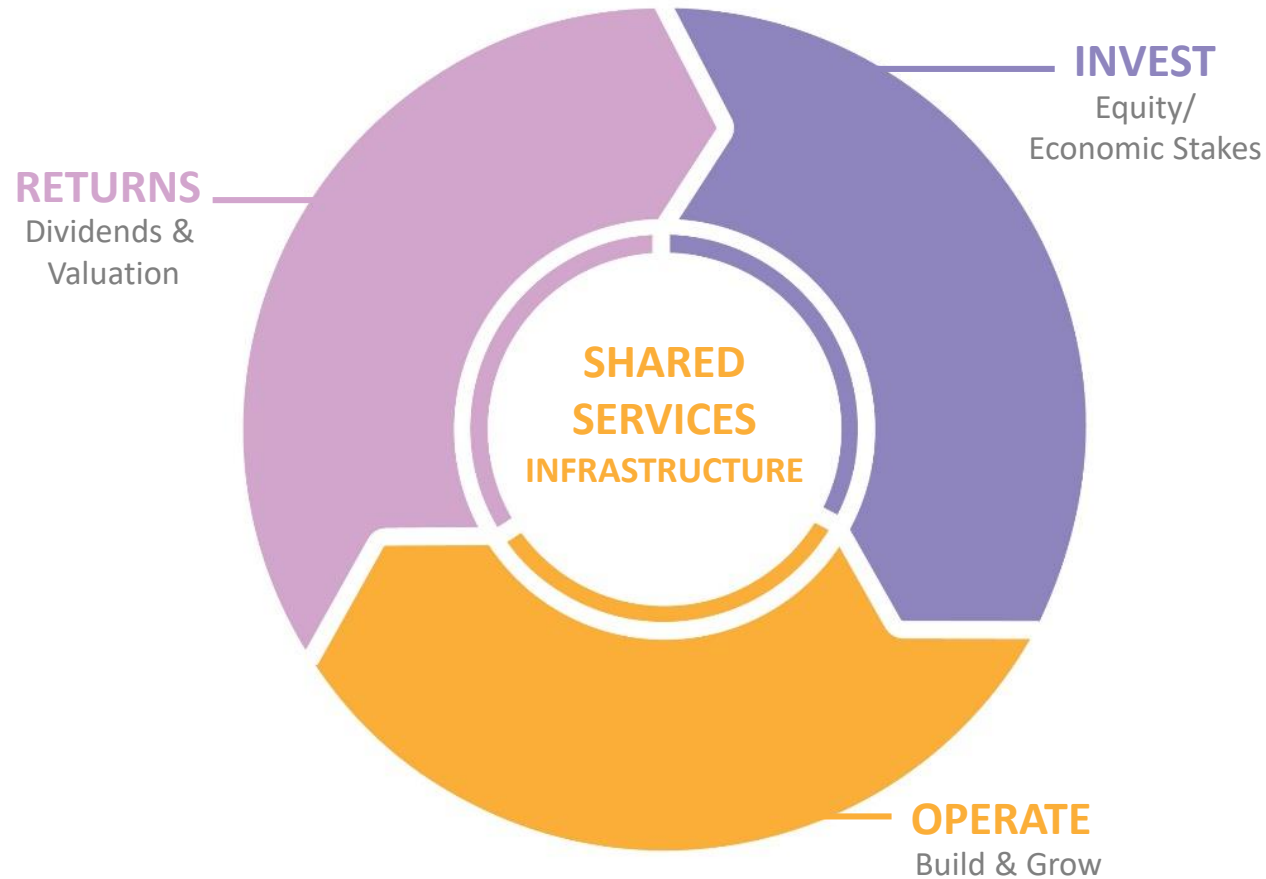 INVEST
Equity/
Economic Stakes
RETURNS
Dividends &
Valuation
SHARED
SERVICES
INFRASTRUCTURE
OPERATE
Build & Grow